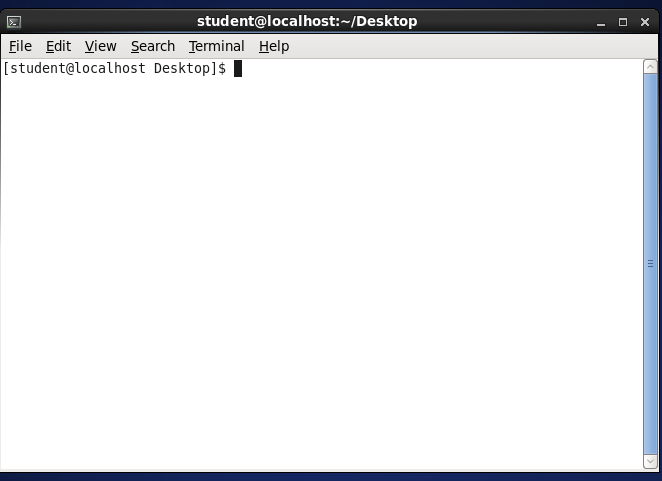 student@localhost:~/Desktop
File Edit View Search Terminal Help
[student@localhost Desktop]$